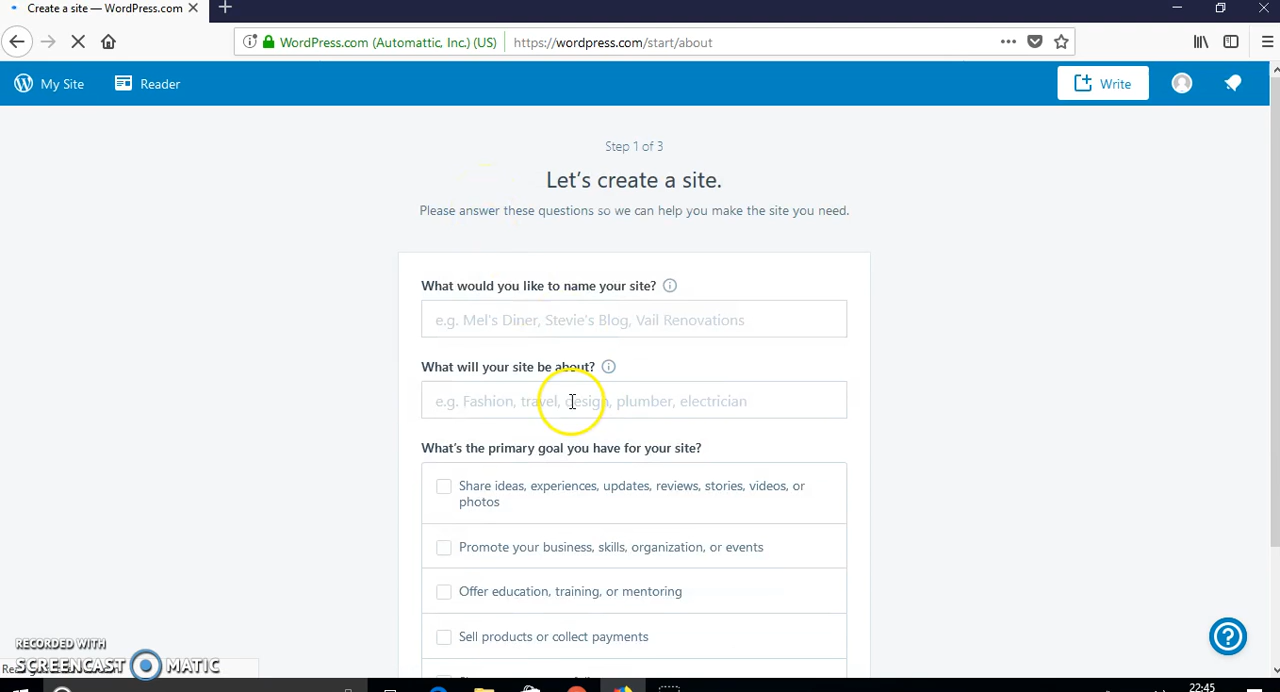 Create a site — WordPress.com
WordPress.com (Automattic, Inc.) (US)
https://wordpress.com/start/about
My Site
Reader
Write
Step 1 of 3
Let's create a site.
Please answer these questions so we can help you make the site you need.
What would you like to name your site?
e.g. Mel's Diner, Stevie's Blog, Vail Renovations
What will your site be about?
e.g. Fashion, travel, design, plumber, electrician
What's the primary goal you have for your site?
Share ideas, experiences, updates, reviews, stories, videos, or
photos
Promote your business, skills, organization, or events
Offer education, training, or mentoring
Sell products or collect payments
RECORDED WITH
SCREENCAST MATIC
22:45